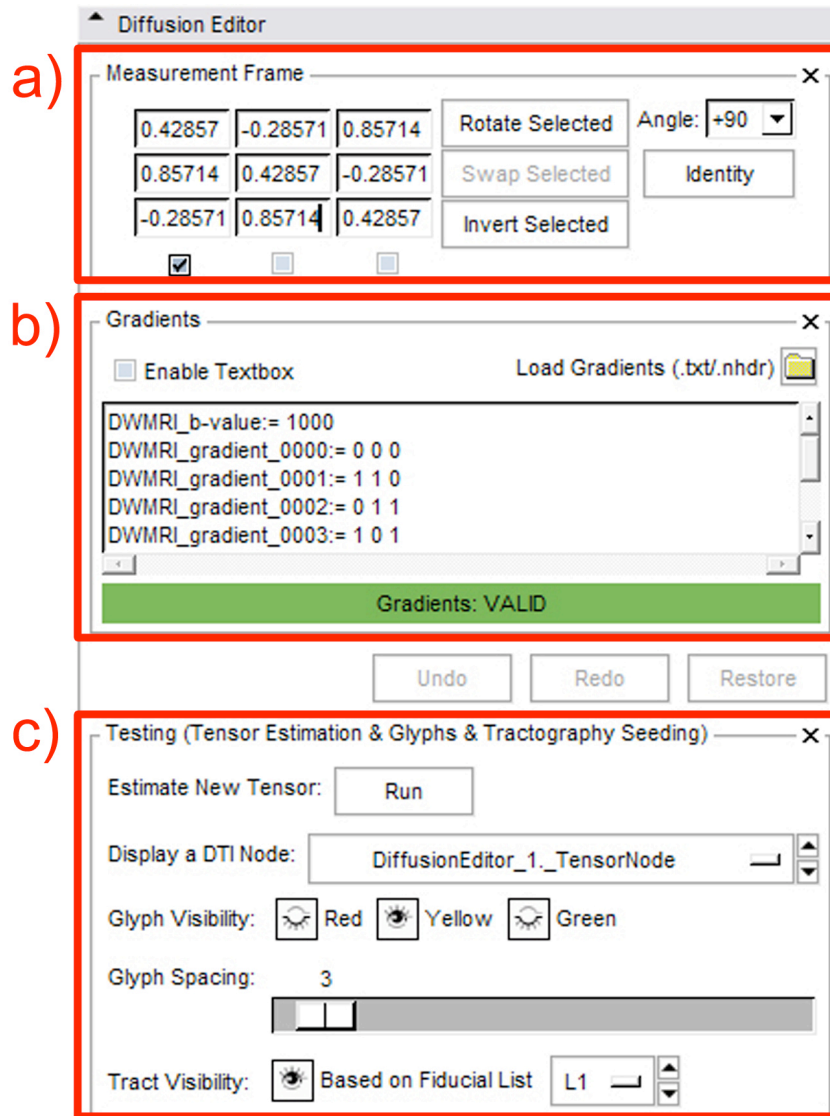 Diffusion Editor
a)
Measurement Frame
0.42857 -0.28571 0.85714 Rotate Selected Angle: +90
0.85714 0.42857 -0.28571 Swap Selected Identity
-0.28571 0.85714 0.42857 Invert Selected
b)
Gradients
Enable Textbox Load Gradients (.txt/.nhdr)
DWMRI_b-value:= 1000
DWMRI_gradient_0000:= 0 0 0
DWMRI_gradient_0001:= 1 1 0
DWMRI_gradient_0002:= 0 1 1
DWMRI_gradient_0003:= 1 0 1
Gradients: VALID
Undo Redo Restore
c)
Testing (Tensor Estimation & Glyphs & Tractography Seeding)
Estimate New Tensor: Run
Display a DTI Node: DiffusionEditor_1._TensorNode
Glyph Visibility: Red Yellow Green
Glyph Spacing: 3
Tract Visibility: Based on Fiducial List L1